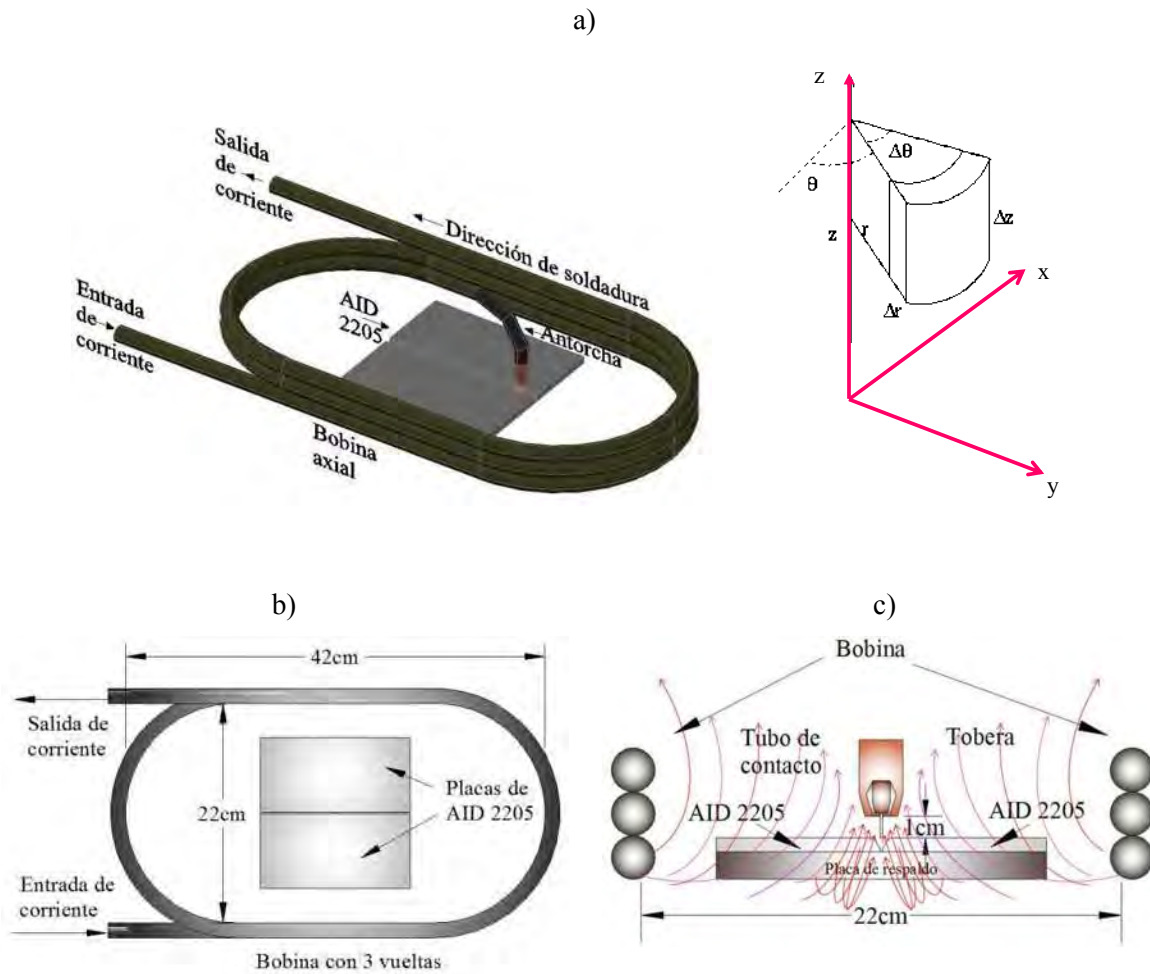 a)
Salida
de
corriente
Dirección de soldadura
Entrada
de
corriente
AID
2205
Antorcha
Bobina
axial
z
Δθ
θ
z
r
Δz
x
Δr
y
b)
42cm
Salida de
corriente
22cm
Placas de
AID 2205
Entrada de
corriente
Bobina con 3 vueltas
c)
Bobina
Tubo de
contacto
Tobera
AID 2205
1cm
AID 2205
Placa de respaldo
22cm